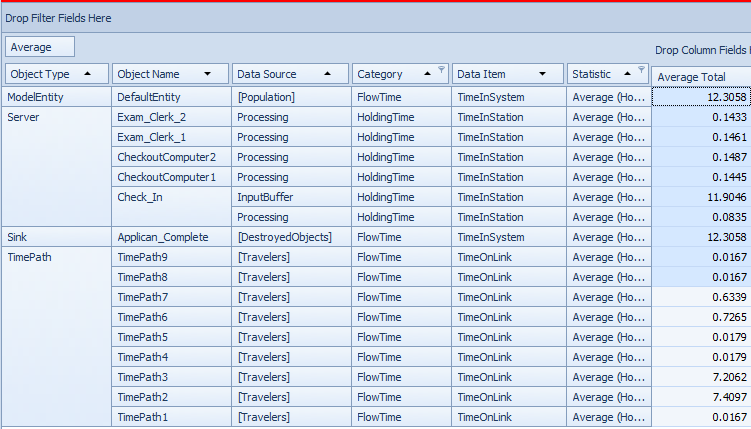 Drop Filter Fields Here
Average
Drop Column Fields H
Object Type Object Name Data Source Category Data Item Statistic Average Total
ModelEntity DefaultEntity [Population] FlowTime TimeInSystem Average (Ho... 12.3058
Server Exam_Clerk_2 Processing HoldingTime TimeInStation Average (Ho... 0.1433
Exam_Clerk_1 Processing HoldingTime TimeInStation Average (Ho... 0.1461
CheckoutComputer2 Processing HoldingTime TimeInStation Average (Ho... 0.1487
CheckoutComputer1 Processing HoldingTime TimeInStation Average (Ho... 0.1445
Check_In InputBuffer HoldingTime TimeInStation Average (Ho... 11.9046
Processing HoldingTime TimeInStation Average (Ho... 0.0835
Sink Applican_Complete [DestroyedObjects] FlowTime TimeInSystem Average (Ho... 12.3058
TimePath TimePath9 [Travelers] FlowTime TimeOnLink Average (Ho... 0.0167
TimePath8 [Travelers] FlowTime TimeOnLink Average (Ho... 0.0167
TimePath7 [Travelers] FlowTime TimeOnLink Average (Ho... 0.6339
TimePath6 [Travelers] FlowTime TimeOnLink Average (Ho... 0.7265
TimePath5 [Travelers] FlowTime TimeOnLink Average (Ho... 0.0179
TimePath4 [Travelers] FlowTime TimeOnLink Average (Ho... 0.0179
TimePath3 [Travelers] FlowTime TimeOnLink Average (Ho... 7.2062
TimePath2 [Travelers] FlowTime TimeOnLink Average (Ho... 7.4097
TimePath1 [Travelers] FlowTime TimeOnLink Average (Ho... 0.0167